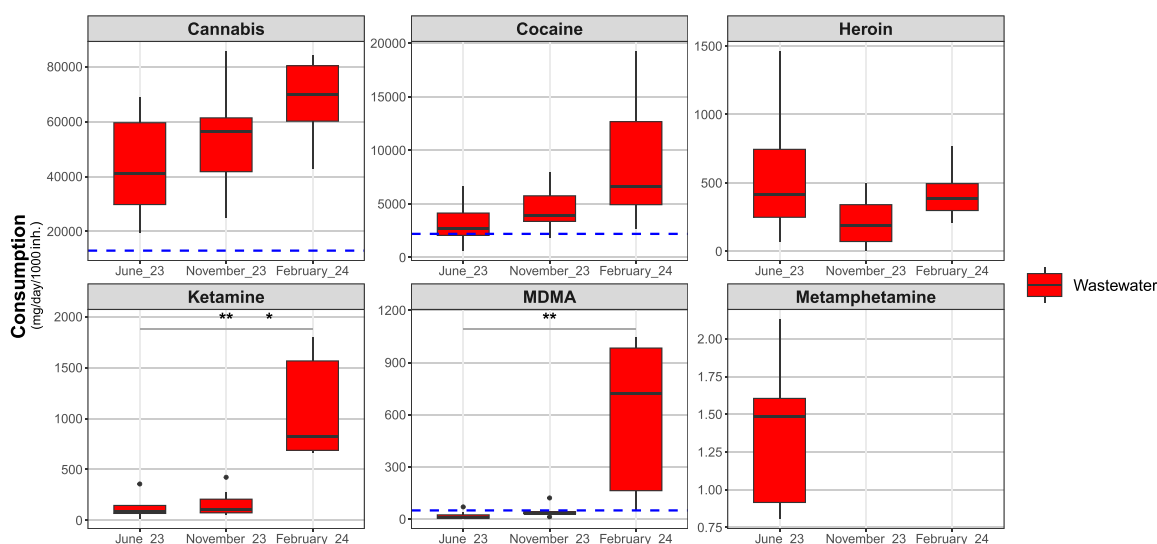 Cannabis
Cocaine
Heroin
80000
60000
40000
20000
June_23
November_23
February_24
20000
15000
10000
5000
0
June_23
November_23
February_24
1500
1000
500
0
June_23
November_23
February_24
Consumption
(mg/day/1000inh.)
Wastewater
Ketamine
MDMA
Metamphetamine
2000
1500
1000
500
0
** *
June_23
November_23
February_24
1200
900
600
300
0
**
June_23
November_23
February_24
2.00
1.75
1.50
1.25
1.00
0.75
June_23
November_23
February_24